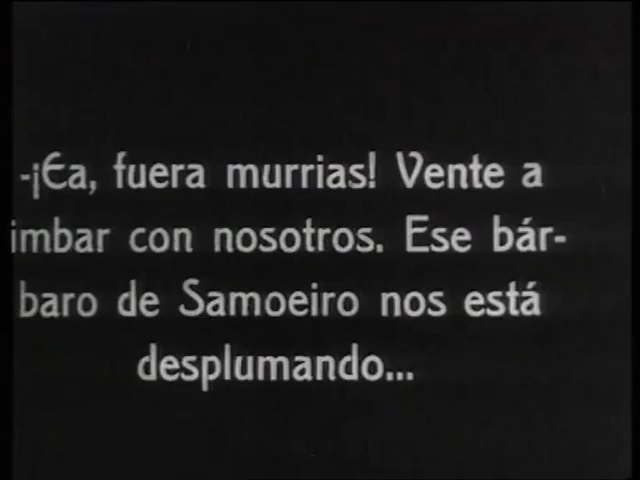 -¡Ea, fuera murrias! Vente a
imbar con nosotros. Ese bár-
baro de Samoeiro nos está
desplumando...